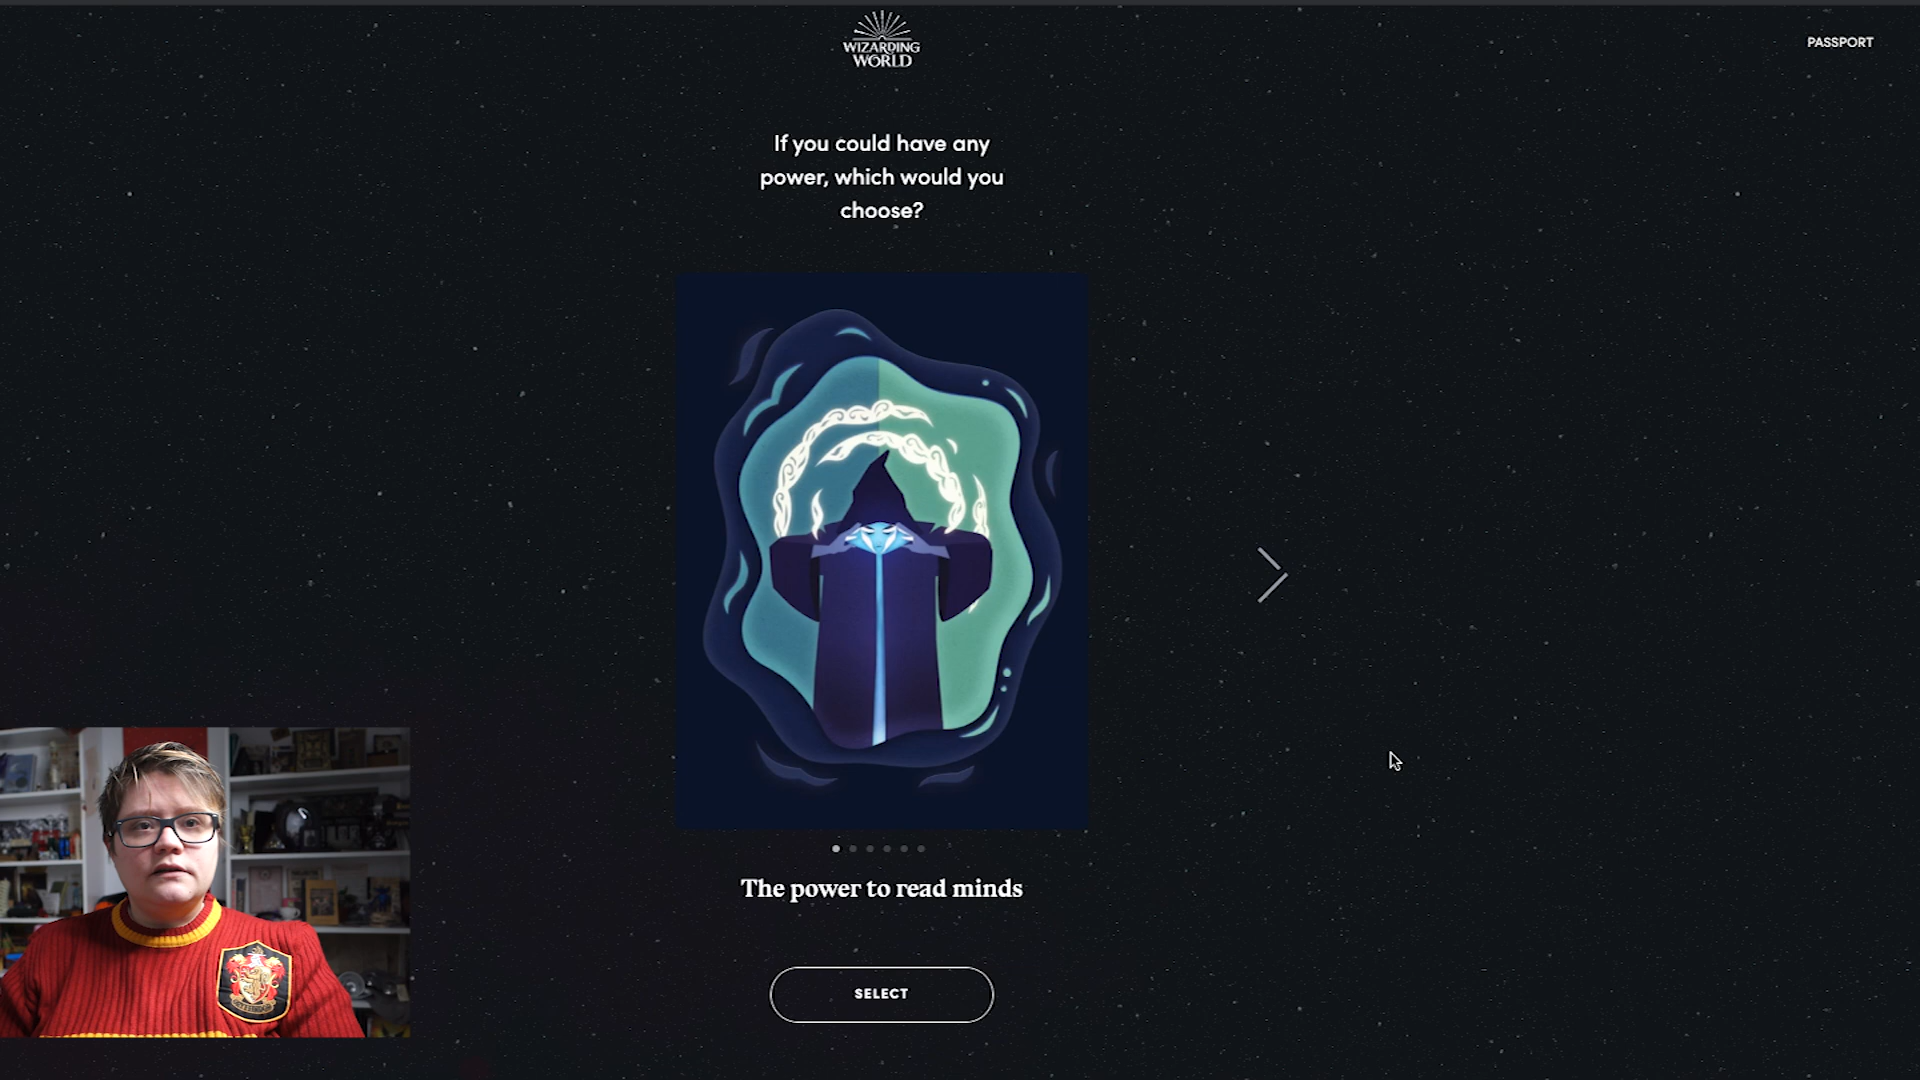 WIZARDING
WORLD
PASSPORT
If you could have any
power, which would you
choose?
The power to read minds
SELECT